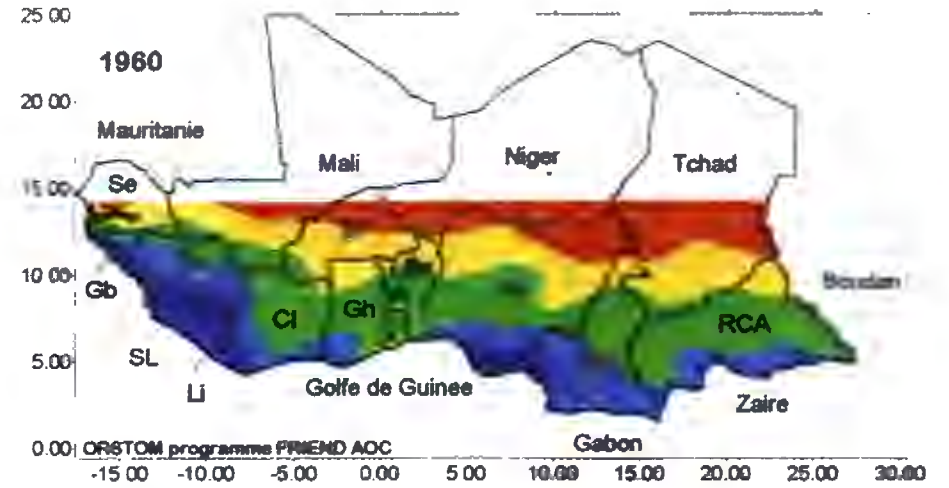 25 00
1960
20 00
Mauritanie
Mali
Niger
Tchad
15 00
Se
10 00
Gb
Soudan
CI
Gh
RCA
SL
5.00
Li
Golfe de Guinee
Zaire
Gabon
0.00 ORSTOM programme FRIEND AOC
-15 00 -10.00 -5 00 0.00 5 00 10.00 15.00 20.00 25.00 30.00